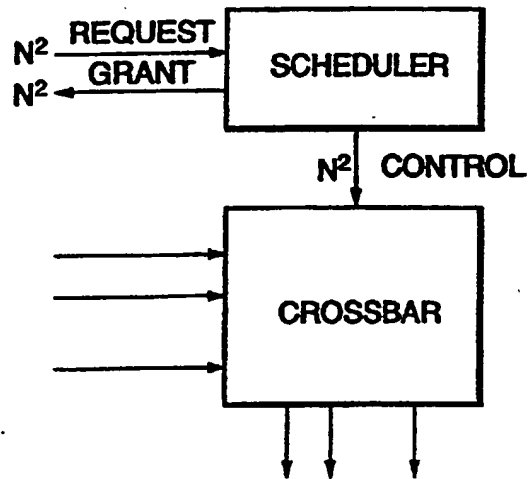 N² REQUEST
N² GRANT
SCHEDULER
N² CONTROL
CROSSBAR